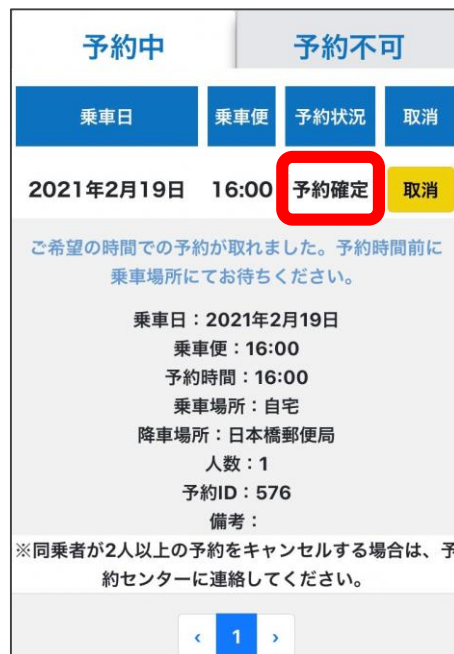 予約中 予約不可
乗車日 乗車便 予約状況 取消
2021年2月19日 16:00 予約確定 取消
ご希望の時間での予約が取れました。予約時間前に
乗車場所にてお待ちください。
乗車日：2021年2月19日
乗車便：16:00
予約時間：16:00
乗車場所：自宅
降車場所：日本橋郵便局
人数：1
予約ID：576
備考：
※同乗者が2人以上の予約をキャンセルする場合は、予
約センターに連絡してください。
‹ 1 ›